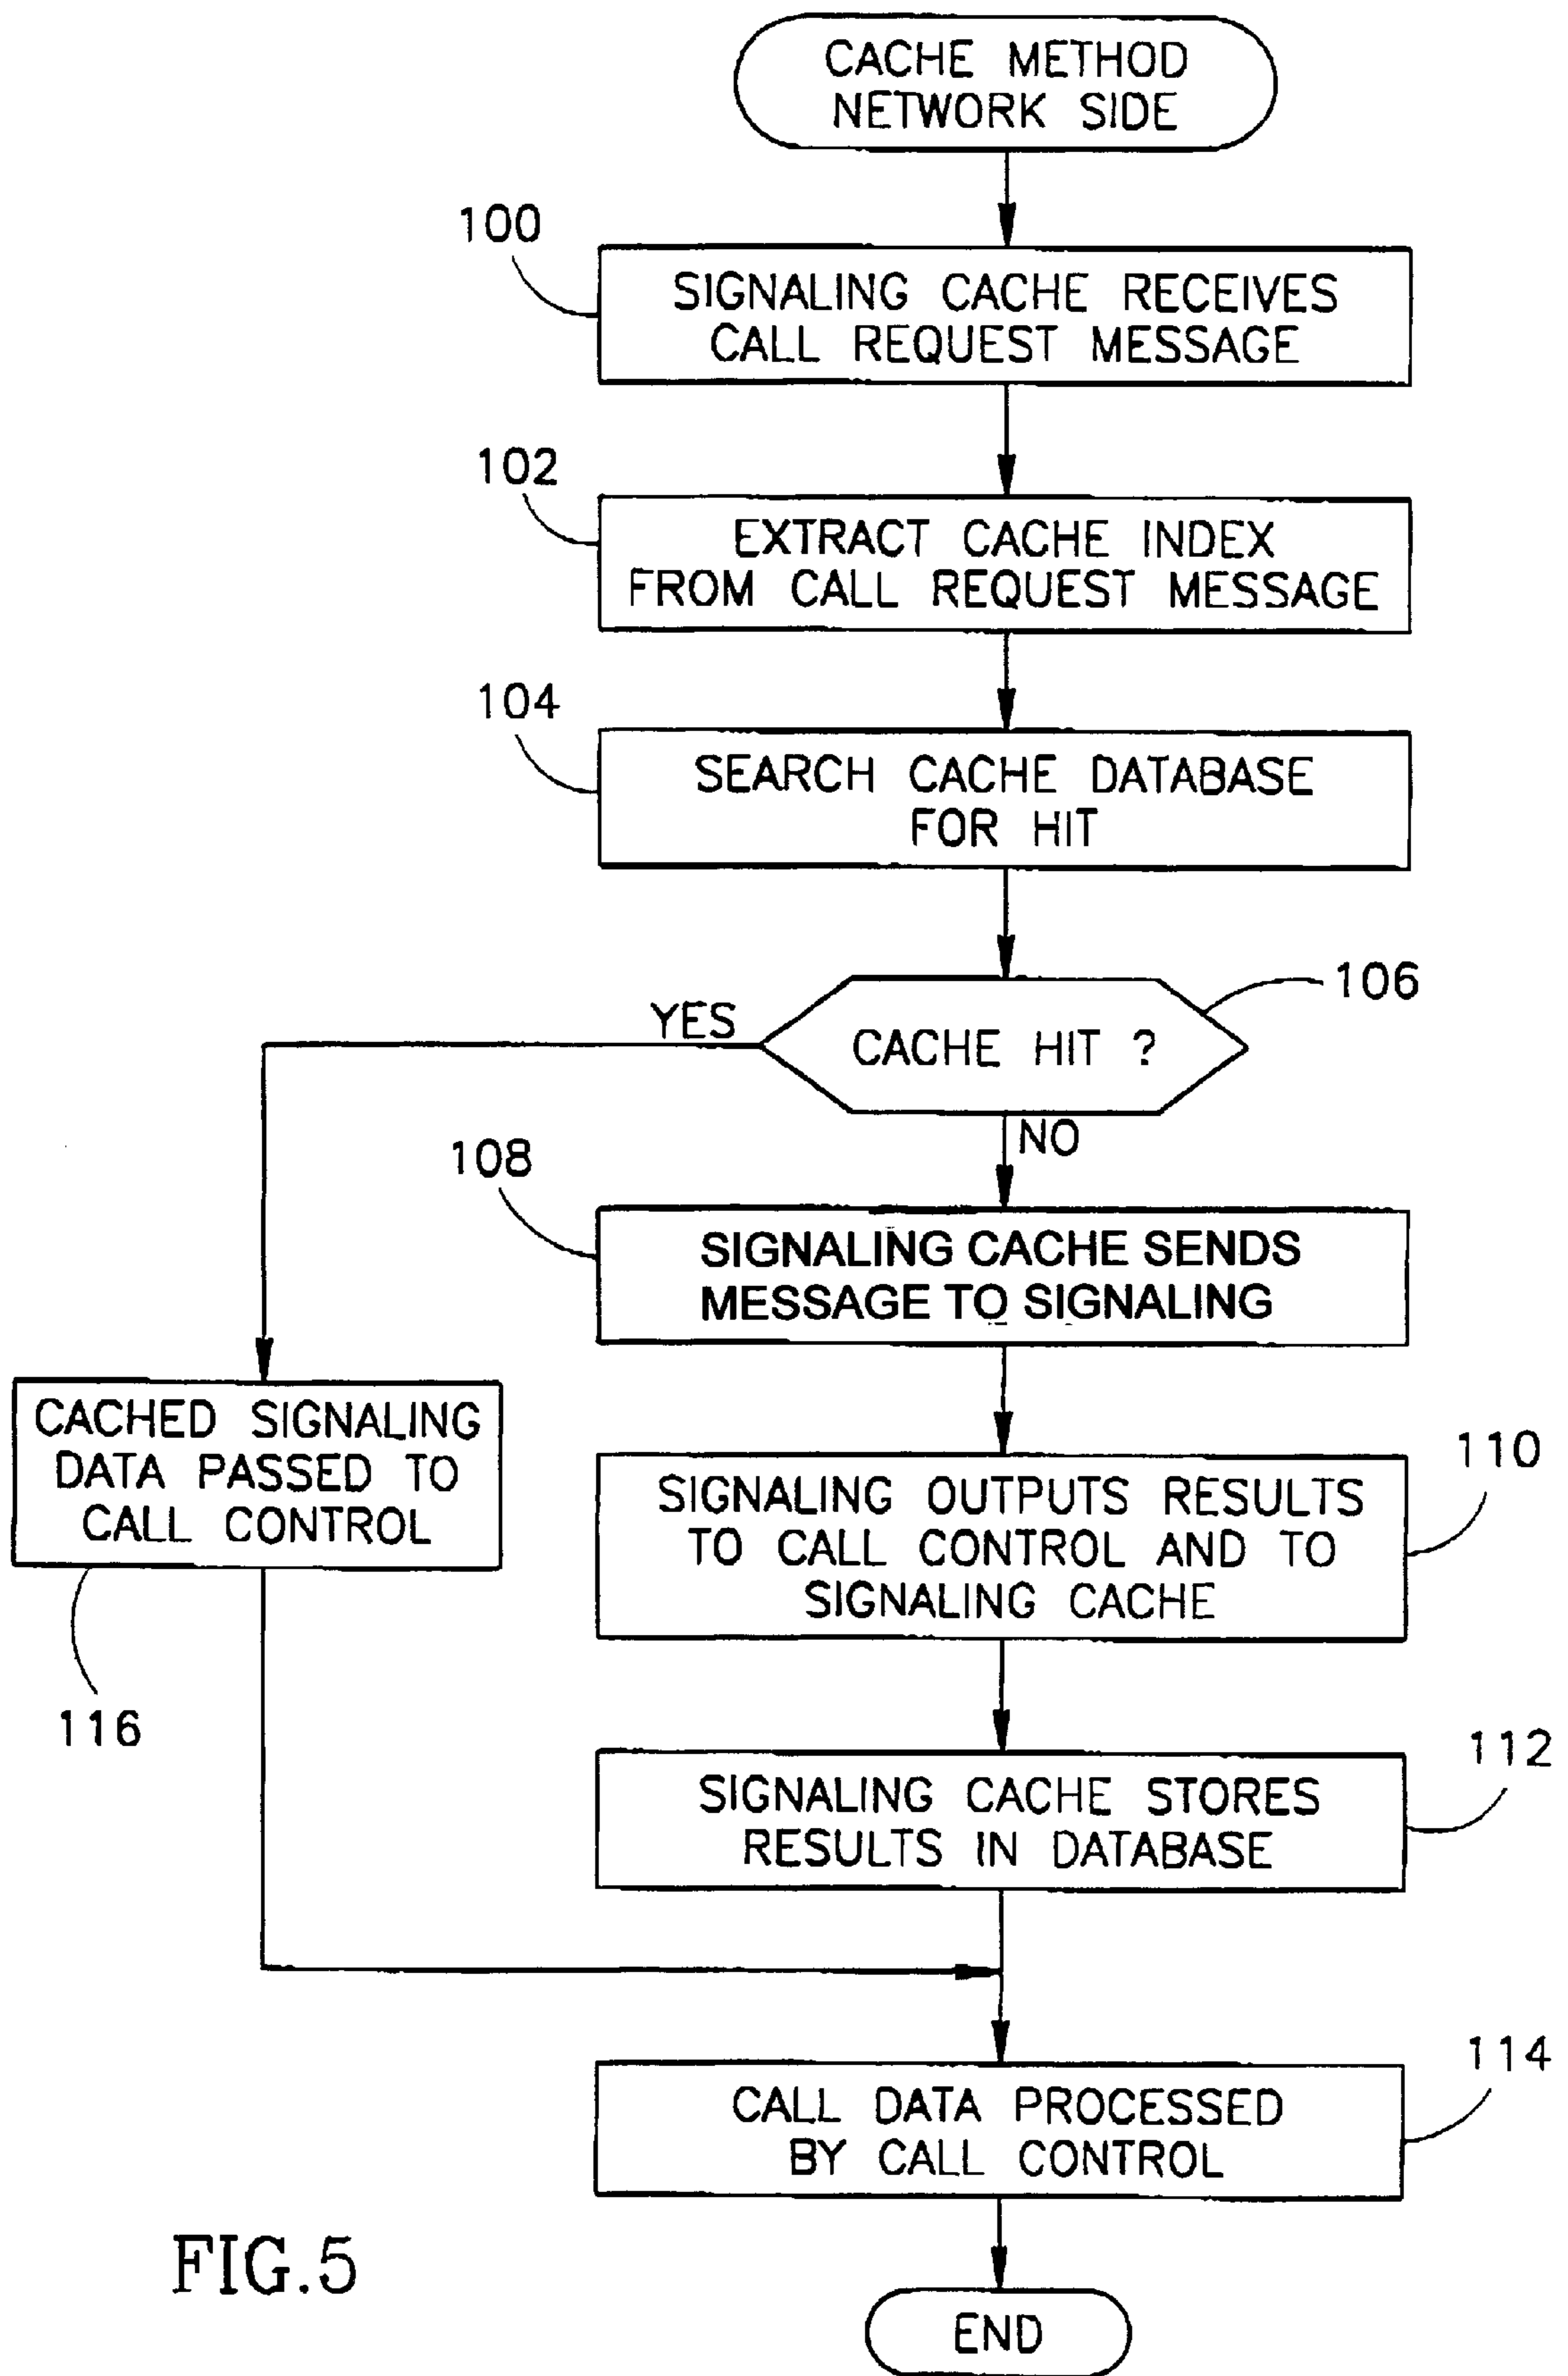 CACHE METHOD
NETWORK SIDE
100
SIGNALING CACHE RECEIVES
CALL REQUEST MESSAGE
102
EXTRACT CACHE INDEX
FROM CALL REQUEST MESSAGE
104
SEARCH CACHE DATABASE
FOR HIT
106
YES
CACHE HIT ?
NO
108
SIGNALING CACHE SENDS
MESSAGE TO SIGNALING
CACHED SIGNALING
DATA PASSED TO
CALL CONTROL
116
110
SIGNALING OUTPUTS RESULTS
TO CALL CONTROL AND TO
SIGNALING CACHE
112
SIGNALING CACHE STORES
RESULTS IN DATABASE
114
CALL DATA PROCESSED
BY CALL CONTROL
FIG.5
END